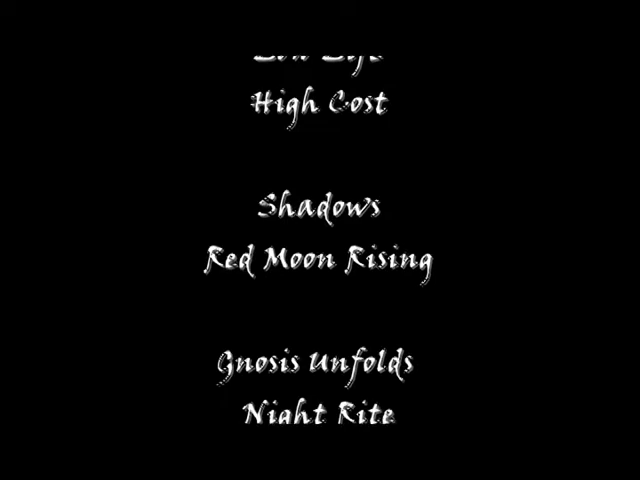 High Cost
Shadows
Red Moon Rising
Gnosis Unfolds
Night Rite